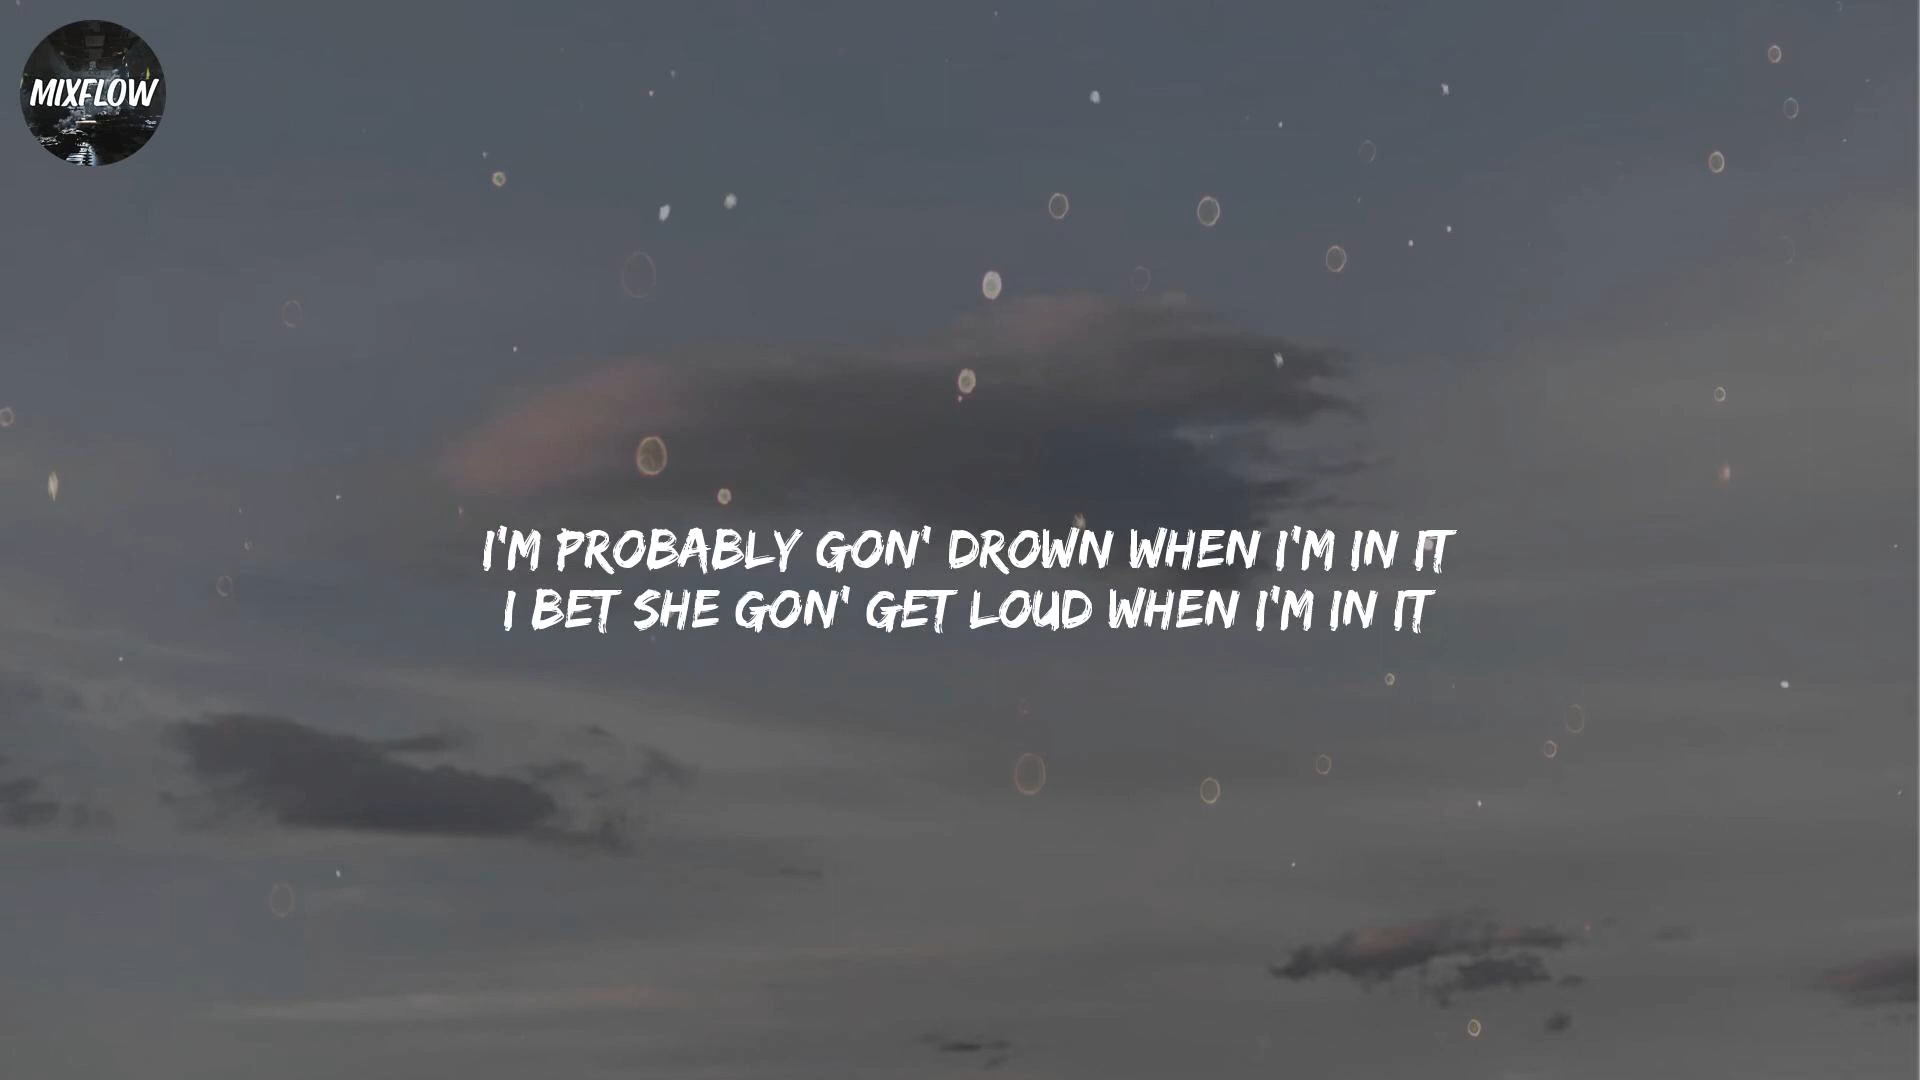 MIXFLOW
I'M PROBABLY GON' DROWN WHEN I'M IN IT
I BET SHE GON' GET LOUD WHEN I'M IN IT